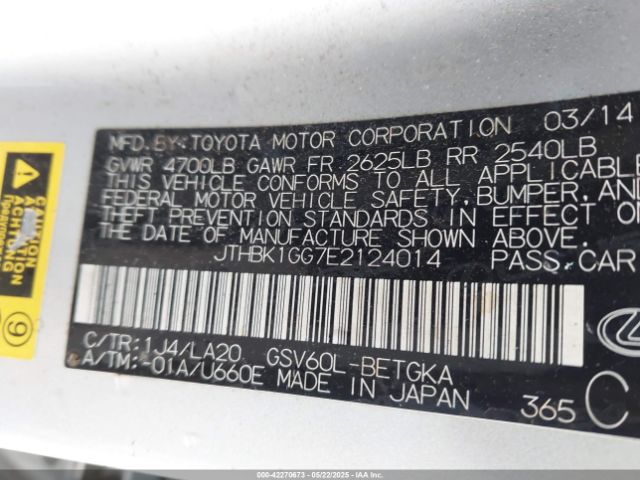 MFD.BY:TOYOTA MOTOR CORPORATION 03/14
GVWR 4700LB GAWR FR 2625LB RR 2540LB
THIS VEHICLE CONFORMS TO ALL APPLICABLE
FEDERAL MOTOR VEHICLE SAFETY, BUMPER, AND
THEFT PREVENTION STANDARDS IN EFFECT ON
THE DATE OF MANUFACTURE SHOWN ABOVE.
JTHBK1GG7E2124014 PASS.CAR
C/TR:1J4/LA20 GSV60L-BETGKA
A/TM:-01A/U660E MADE IN JAPAN 365 C
CAUTION
ACHTUNG
9
000-42270673 - 05/22/2025 - IAAI.COM